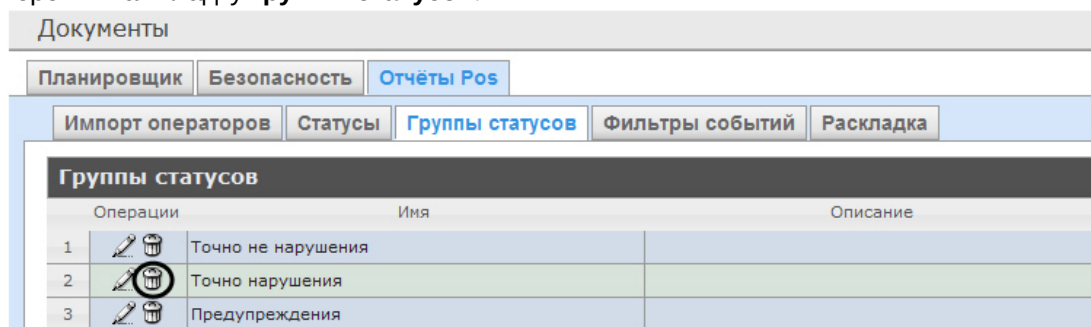 Документы
Планировщик Безопасность Отчёты Pos
Импорт операторов Статусы Группы статусов Фильтры событий Раскладка
Группы статусов
Операции Имя Описание
1 Точно не нарушения
2 Точно нарушения
3 Предупреждения